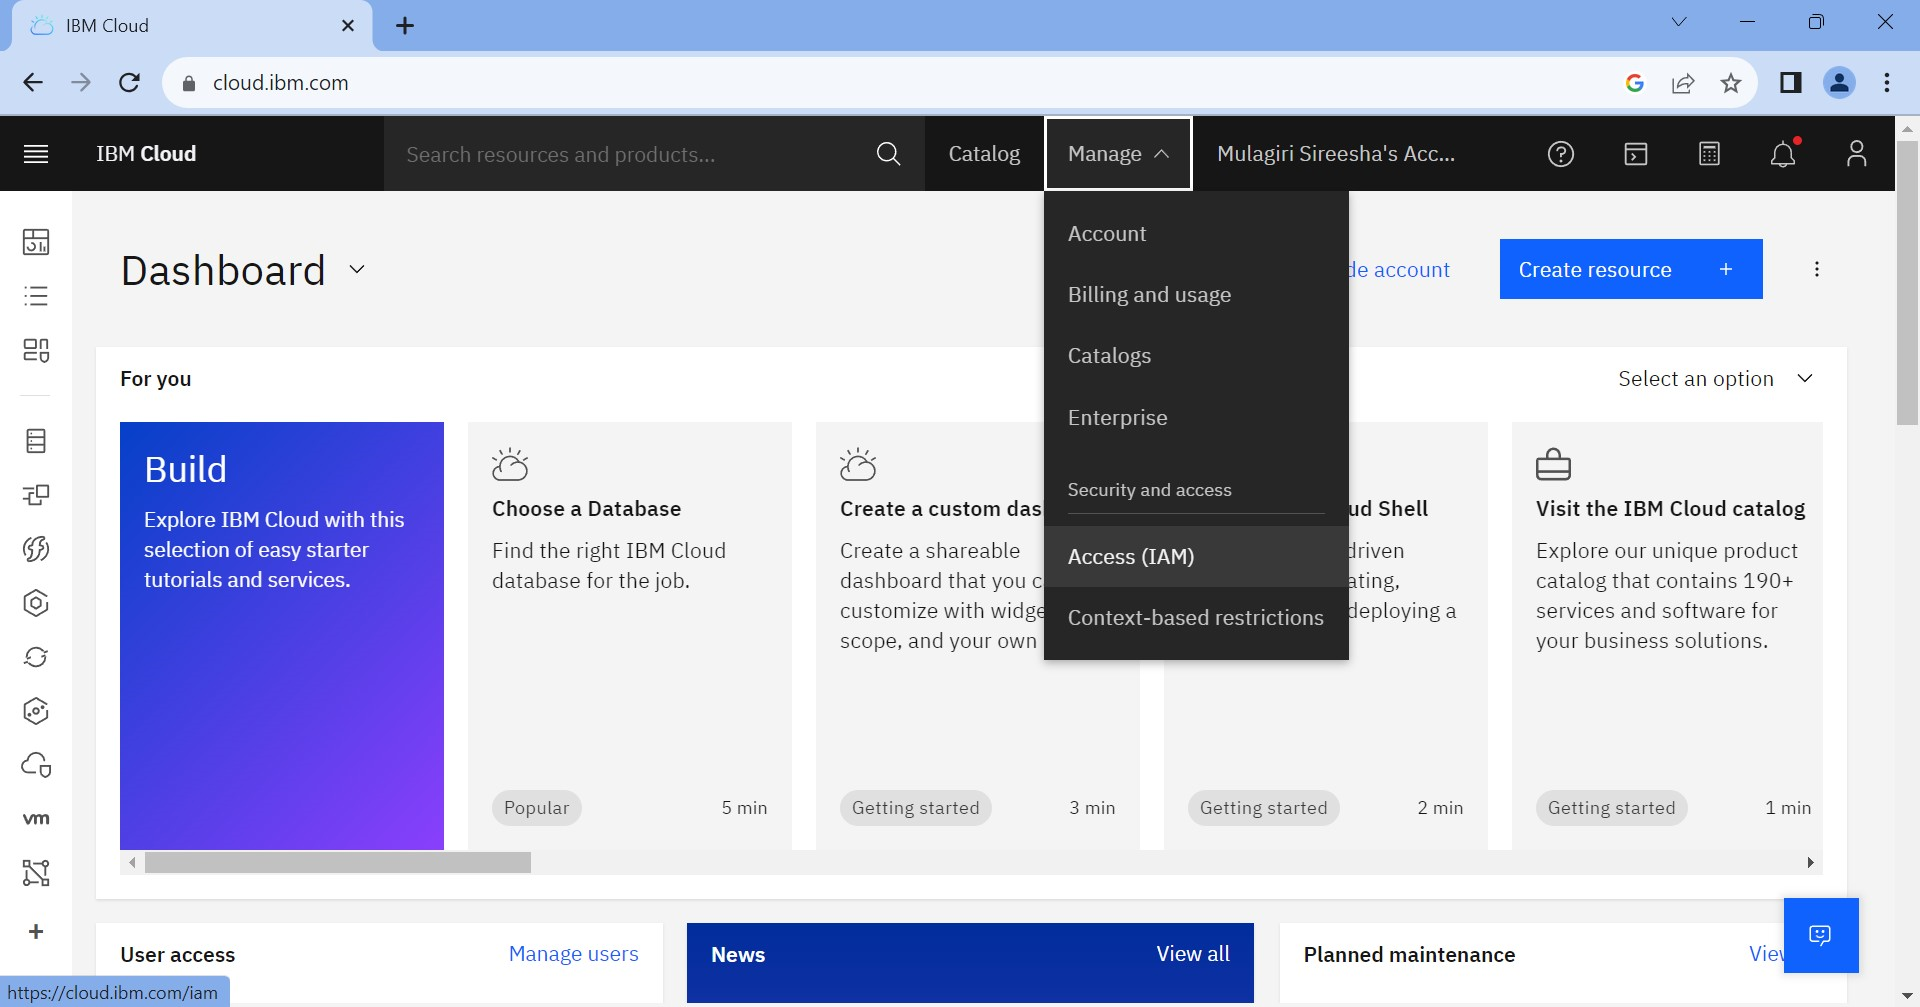 IBM Cloud
cloud.ibm.com
IBM Cloud
Search resources and products...
Catalog
Manage
Mulagiri Sireesha's Acc...
Account
Billing and usage
Catalogs
Enterprise
Security and access
Access (IAM)
Context-based restrictions
Dashboard
de account
Create resource +
For you
Select an option
Build
Explore IBM Cloud with this
selection of easy starter
tutorials and services.
Choose a Database
Find the right IBM Cloud
database for the job.
Popular
5 min
Create a custom das
Create a shareable
dashboard that you c
customize with widge
scope, and your own
Getting started
3 min
ud Shell
driven
ating,
deploying a
Getting started
2 min
Visit the IBM Cloud catalog
Explore our unique product
catalog that contains 190+
services and software for
your business solutions.
Getting started
1 min
vm
User access
Manage users
News
View all
Planned maintenance
View
https://cloud.ibm.com/iam